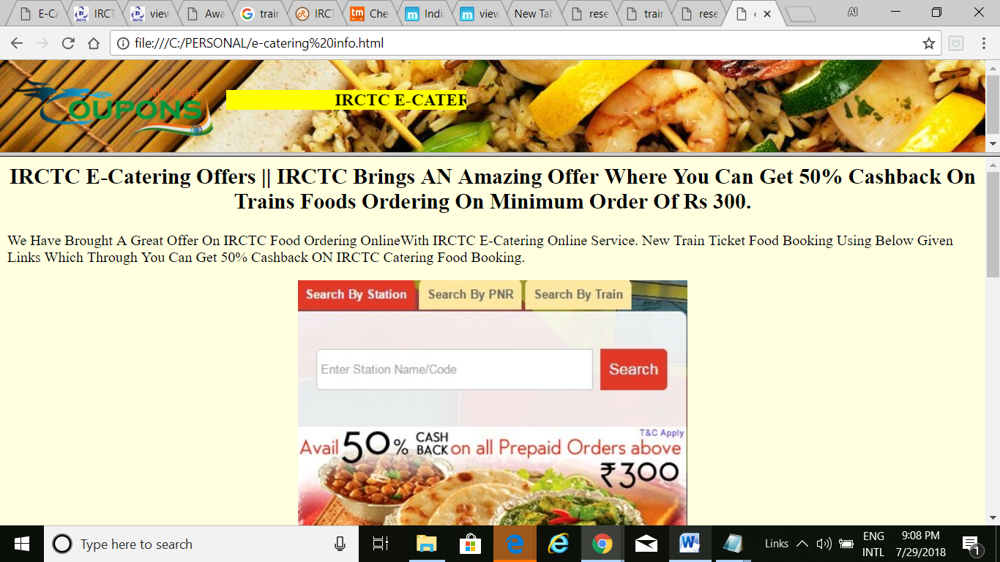 E-CA
IRCT
view
Awa
train
IRCT
Che
Indi
view
New Tab
rese
train
rese
file:///C:/PERSONAL/e-catering%20info.html
My India
COUPONS
IRCTC E-CATER
IRCTC E-Catering Offers || IRCTC Brings AN Amazing Offer Where You Can Get 50% Cashback On
Trains Foods Ordering On Minimum Order Of Rs 300.
We Have Brought A Great Offer On IRCTC Food Ordering OnlineWith IRCTC E-Catering Online Service. New Train Ticket Food Booking Using Below Given
Links Which Through You Can Get 50% Cashback ON IRCTC Catering Food Booking.
Search By Station
Search By PNR
Search By Train
Enter Station Name/Code
Search
T&C Apply
Avail 50% CASH BACK on all Prepaid Orders above
₹300
Type here to search
Links
ENG
INTL
9:08 PM
7/29/2018
1